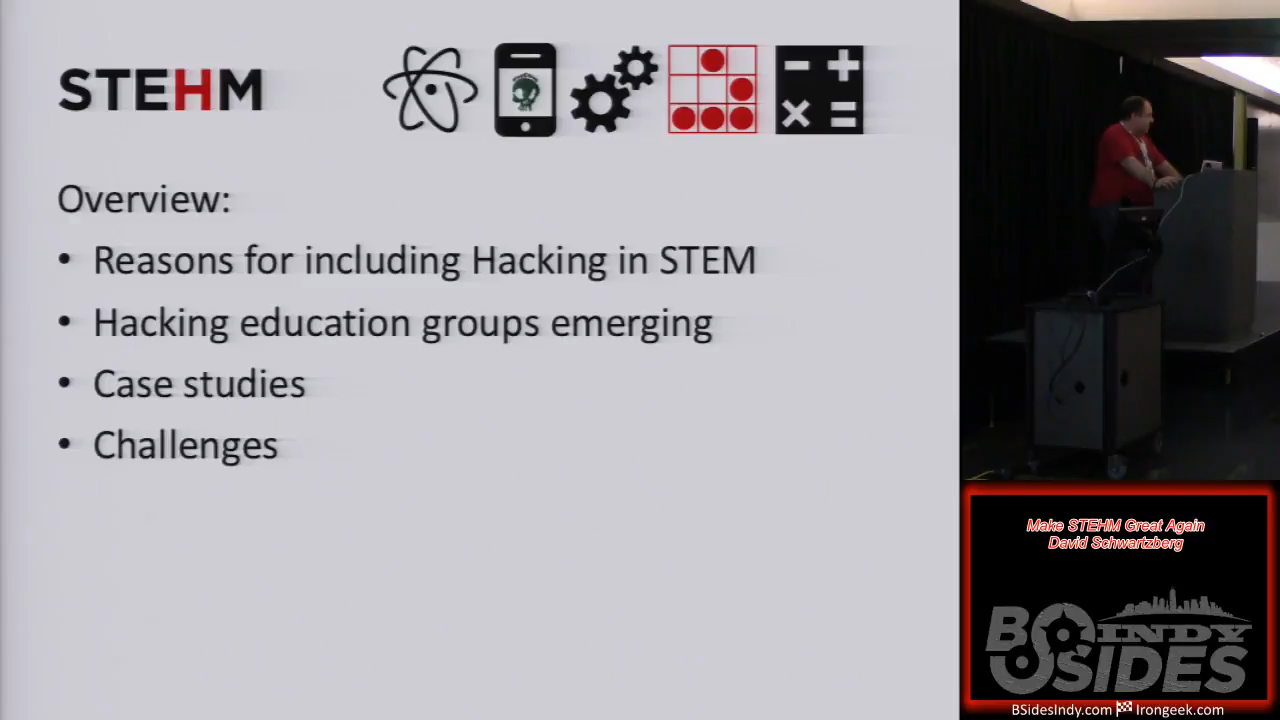 STEHM
Overview:
• Reasons for including Hacking in STEM
• Hacking education groups emerging
• Case studies
• Challenges
Make STEHM Great Again
David Schwartzberg
BSIDES INDY
BSidesIndy.com Irongeek.com